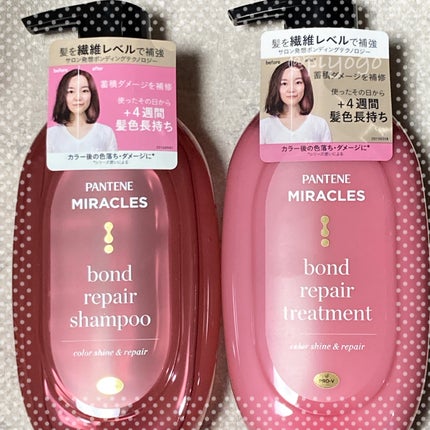 髪を繊維レベルで補強
サロン発想ボンディングテクノロジー
before
after
蓄積ダメージを補修
使ったその日から
+4週間
髪色長持ち
カラー後の色落ち・ダメージに*
PANTENE
MIRACLES
bond
repair
shampoo
color shine & repair
髪を繊維レベルで補強
サロン発想ボンディングテクノロジー
before
蓄積ダメージを補修
使ったその日から
+4週間
髪色長持ち
カラー後の色落ち・ダメージに*
PANTENE
MIRACLES
bond
repair
treatment
color shine & repair
PRO-V